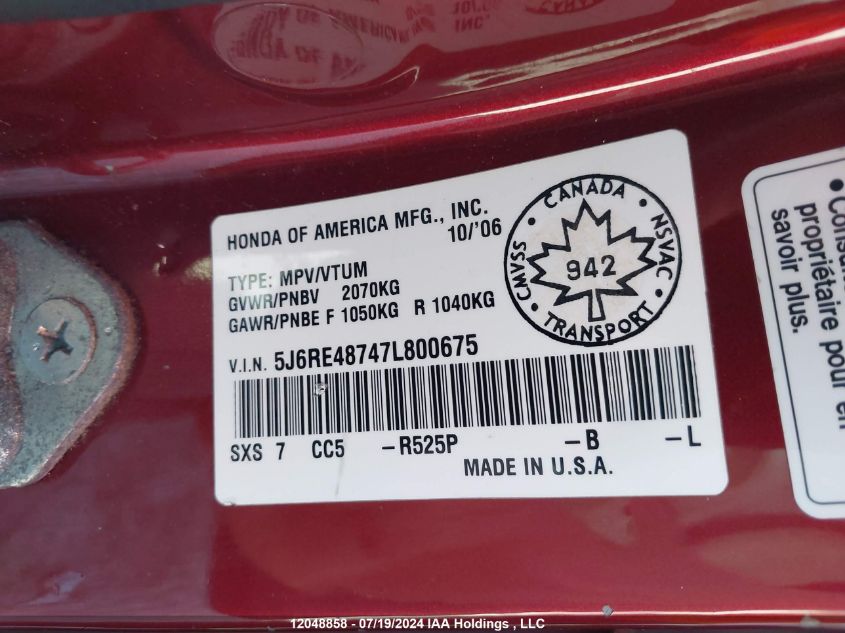 HONDA OF AMERICA MFG., INC.
10/'06
TYPE: MPV/VTUM
GVWR/PNBV 2070KG
GAWR/PNBE F 1050KG R 1040KG
V.I.N. 5J6RE48747L800675
SXS 7 CC5 -R525P -B -L
MADE IN U.S.A.
CANADA
CMVSS NSVAC
942
TRANSPORT
propriétaire pour en
savoir plus.
12048858 - 07/19/2024 IAA Holdings , LLC